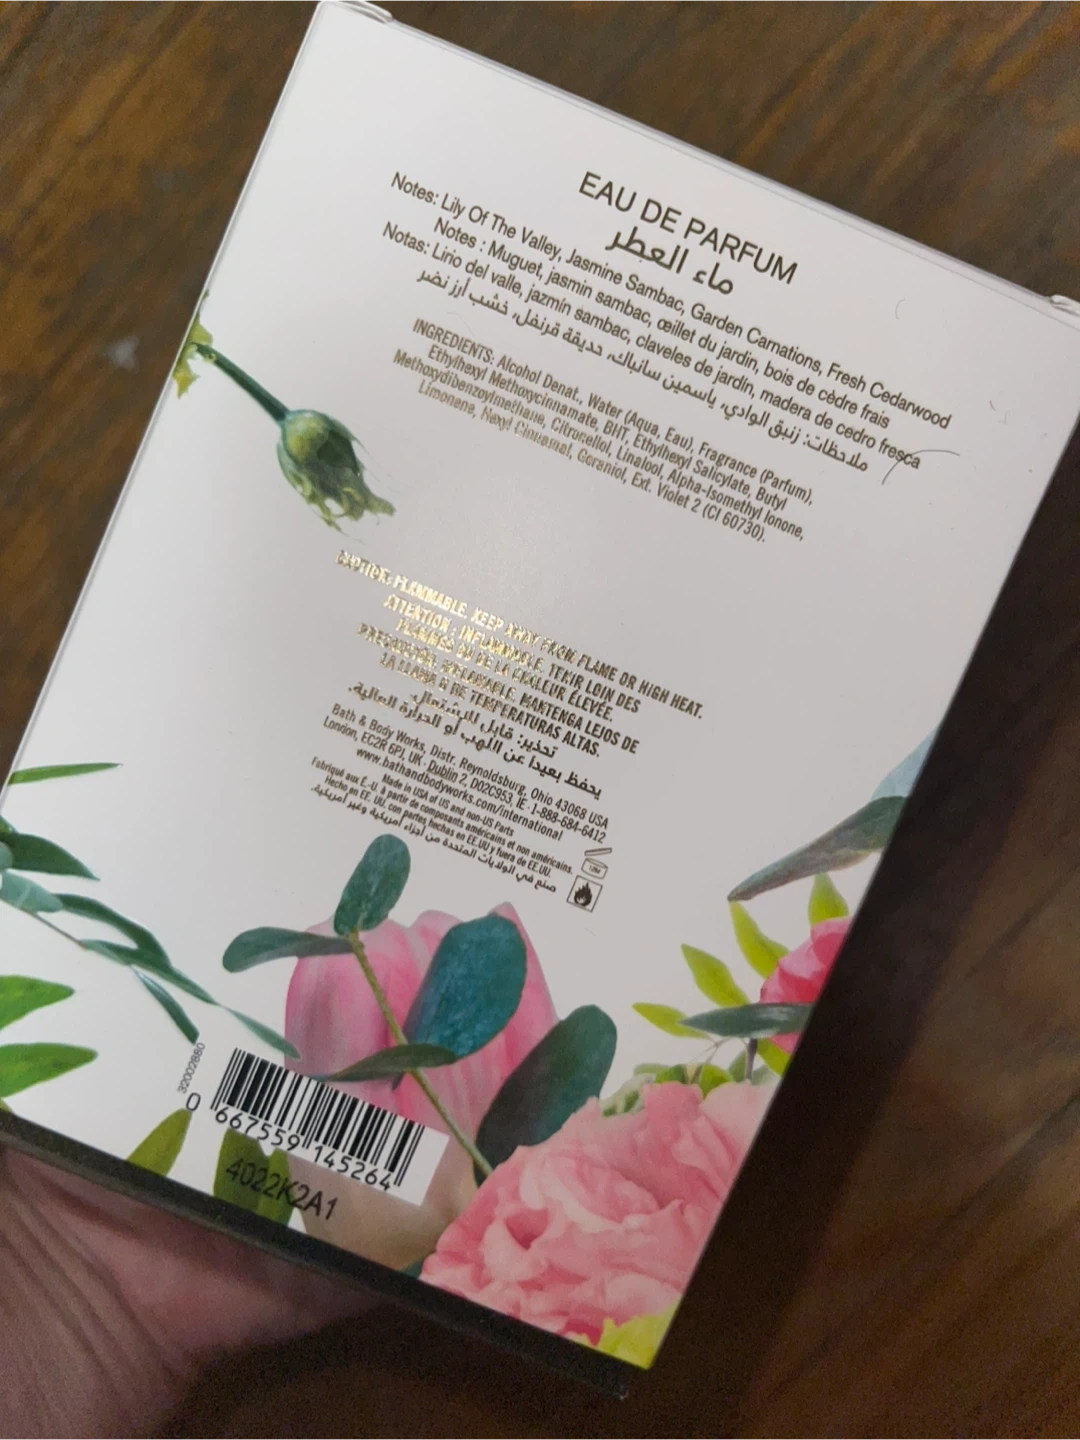 EAU DE PARFUM
ماء العطر
Notes: Lily Of The Valley, Jasmine Sambac, Garden Carnations, Fresh Cedarwood
Notes : Muguet, jasmin sambac, œillet du jardin, bois de cèdre frais
Notas: Lirio del valle, jazmín sambac, claveles de jardín, madera de cedro fresca
ملاحظات: زنبق الوادي، ياسمين سانباك، حديقة قرنفل، خشب أرز نضر
INGREDIENTS: Alcohol Denat., Water (Aqua, Eau), Fragrance (Parfum),
Ethylhexyl Methoxycinnamate, BHT, Ethylhexyl Salicylate, Butyl
Methoxydibenzoylmethane, Citronellol, Linalool, Alpha-Isomethyl Ionone,
Limonene, Hexyl Cinnamal, Geraniol, Ext. Violet 2 (CI 60730).
CAUTION: FLAMMABLE. KEEP AWAY FROM FLAME OR HIGH HEAT.
ATTENTION : INFLAMMABLE. TENIR LOIN DES
FLAMMES OU DE LA CHALEUR ÉLEVÉE.
PRECAUCIÓN: INFLAMABLE. MANTENGA LEJOS DE
LA LLAMA O DE TEMPERATURAS ALTAS.
تحذير: قابل للاشتعال.
يحفظ بعيداً عن اللهب أو الحرارة العالية.
Bath & Body Works, Distr. Reynoldsburg, Ohio 43068 USA
London, EC2R 6PJ, UK · Dublin 2, D02C953, IE · 1-888-684-6412
www.bathandbodyworks.com/international
Made in USA of US and non-US Parts
Fabriqué aux É.-U. à partir de composants américains et non américains.
Hecho en EE. UU. con partes hechas en EE.UU y fuera de EE.UU.
صنع في الولايات المتحدة من أجزاء أمريكية وغير أمريكية.
12M
32002880
0 667559 145264
4022K2A1